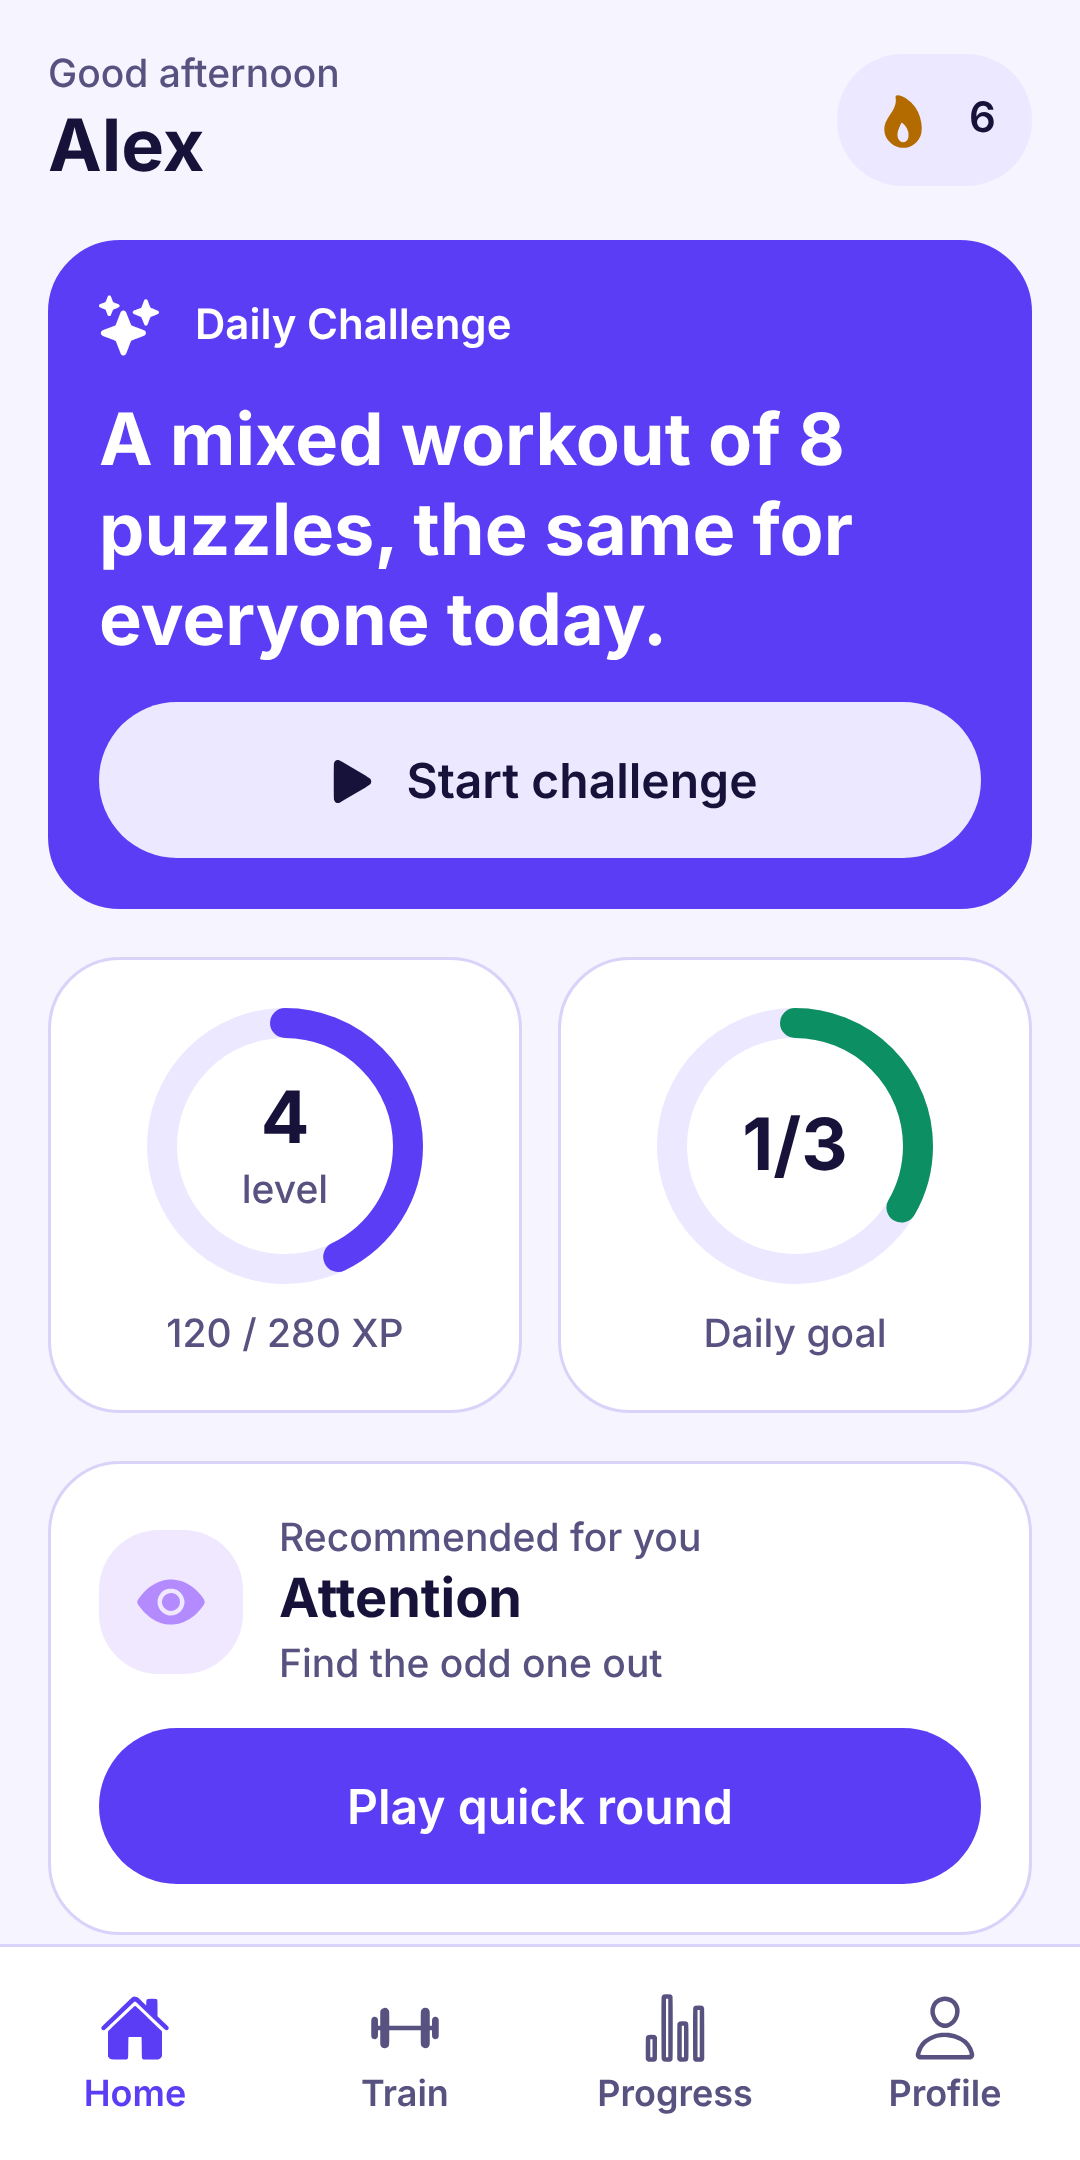 Good afternoon
Alex
6
Daily Challenge
A mixed workout of 8
puzzles, the same for
everyone today.
Start challenge
4
level
120 / 280 XP
1/3
Daily goal
Recommended for you
Attention
Find the odd one out
Play quick round
Home
Train
Progress
Profile